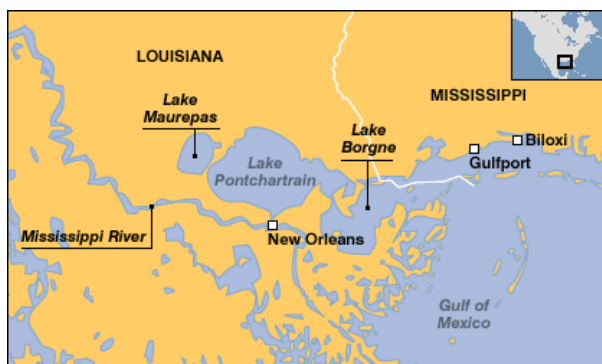 LOUISIANA
Lake
Maurepas
MISSISSIPPI
Lake
Borgne
Biloxi
Gulfport
Lake
Pontchartrain
Mississippi River
New Orleans
Gulf of
Mexico